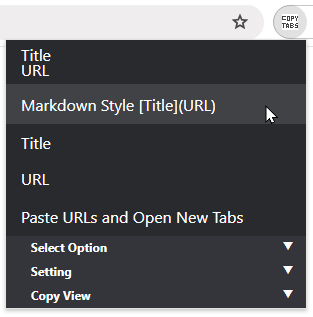 COPY
TABS
Title
URL
Markdown Style [Title](URL)
Title
URL
Paste URLs and Open New Tabs
Select Option
Setting
Copy View